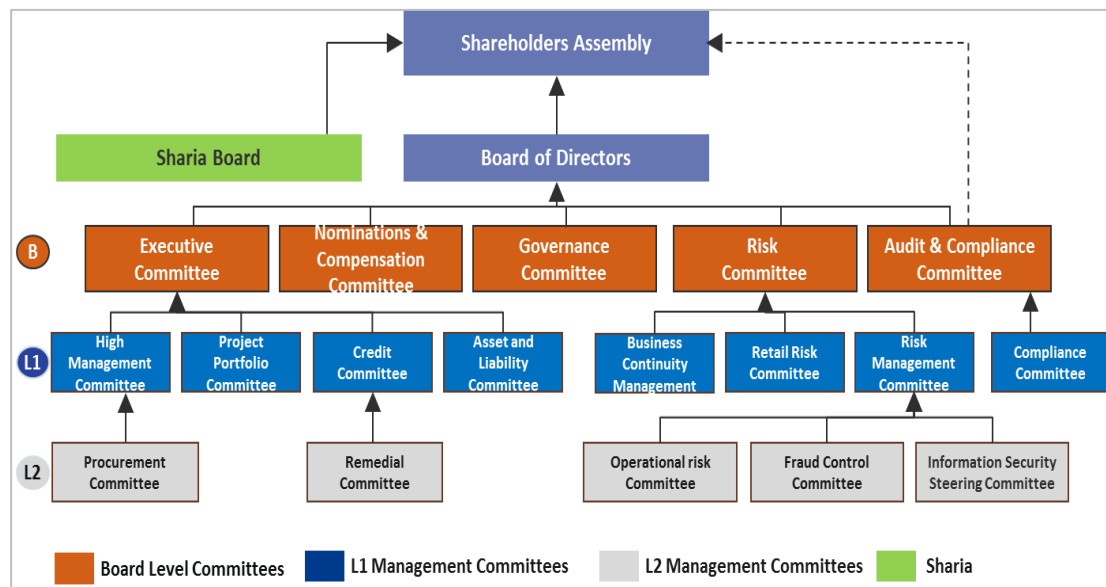 Shareholders Assembly
Sharia Board
Board of Directors
B
Executive
Committee
Nominations &
Compensation
Committee
Governance
Committee
Risk
Committee
Audit & Compliance
Committee
L1
High
Management
Committee
Project
Portfolio
Committee
Credit
Committee
Asset and
Liability
Committee
Business
Continuity
Management
Retail Risk
Committee
Risk
Management
Committee
Compliance
Committee
L2
Procurement
Committee
Remedial
Committee
Operational risk
Committee
Fraud Control
Committee
Information Security
Steering Committee
Board Level Committees
L1 Management Committees
L2 Management Committees
Sharia